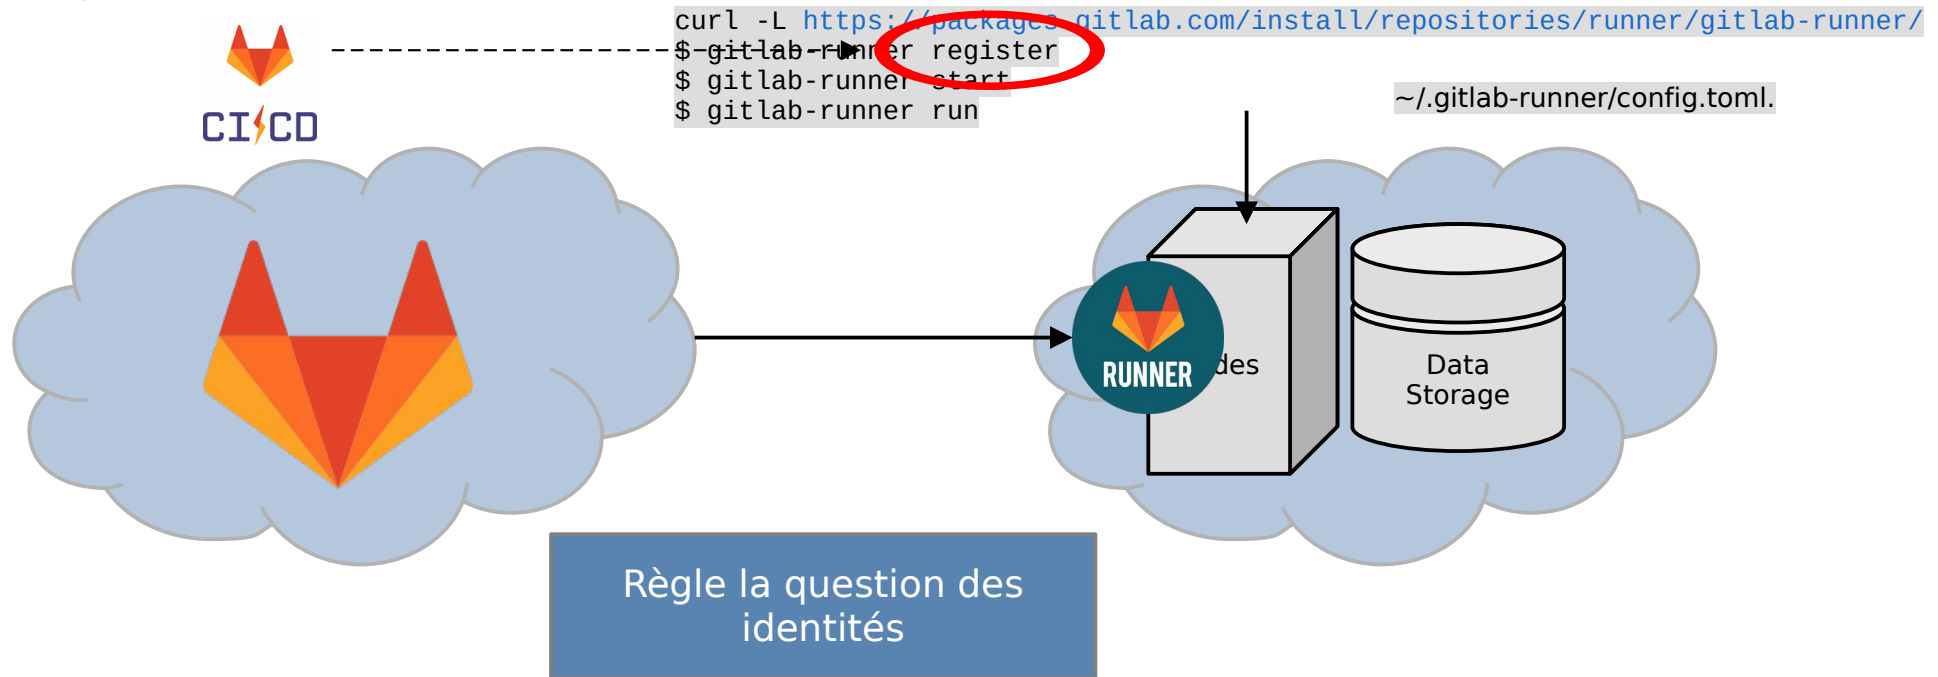 curl -L https://packages.gitlab.com/install/repositories/runner/gitlab-runner/
$ gitlab-runner register
$ gitlab-runner start
$ gitlab-runner run
~/.gitlab-runner/config.toml.
CI CD
RUNNER
des
Data
Storage
Règle la question des
identités